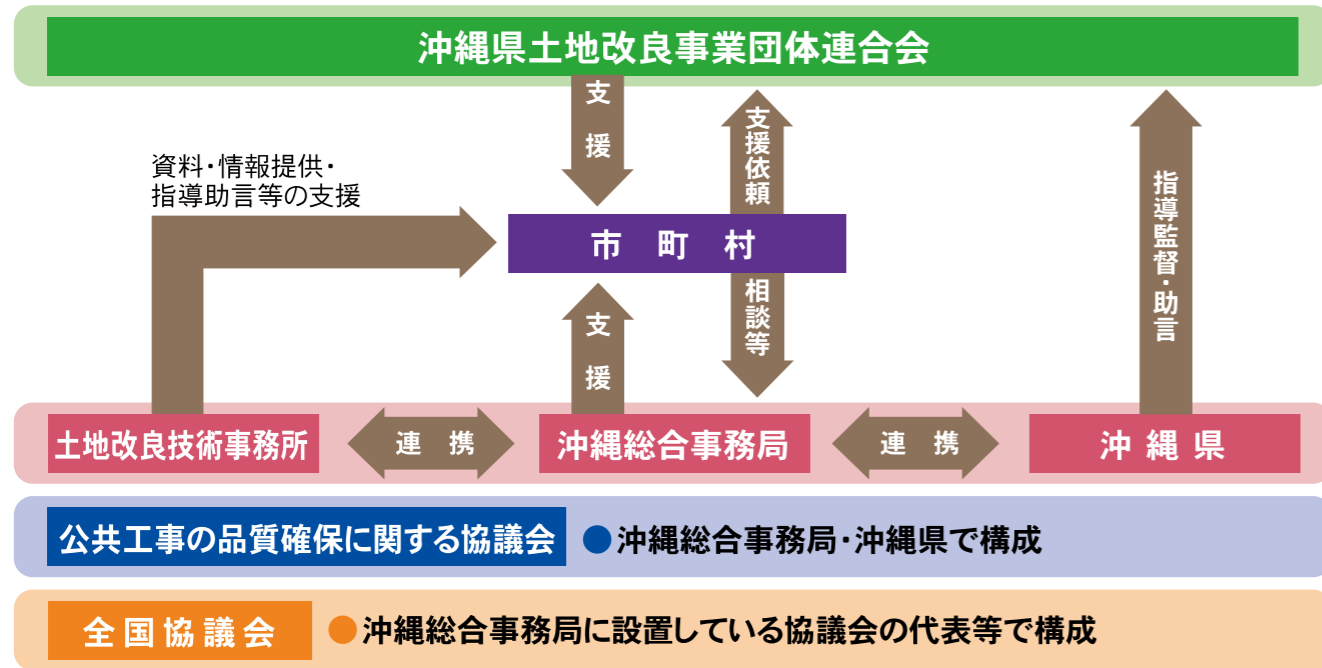 沖縄県土地改良事業団体連合会
支援
支援依頼
資料・情報提供・
指導助言等の支援
指導監督・助言
市町村
支援
相談等
土地改良技術事務所
連携
沖縄総合事務局
連携
沖縄県
公共工事の品質確保に関する協議会
●沖縄総合事務局・沖縄県で構成
全国協議会
●沖縄総合事務局に設置している協議会の代表等で構成